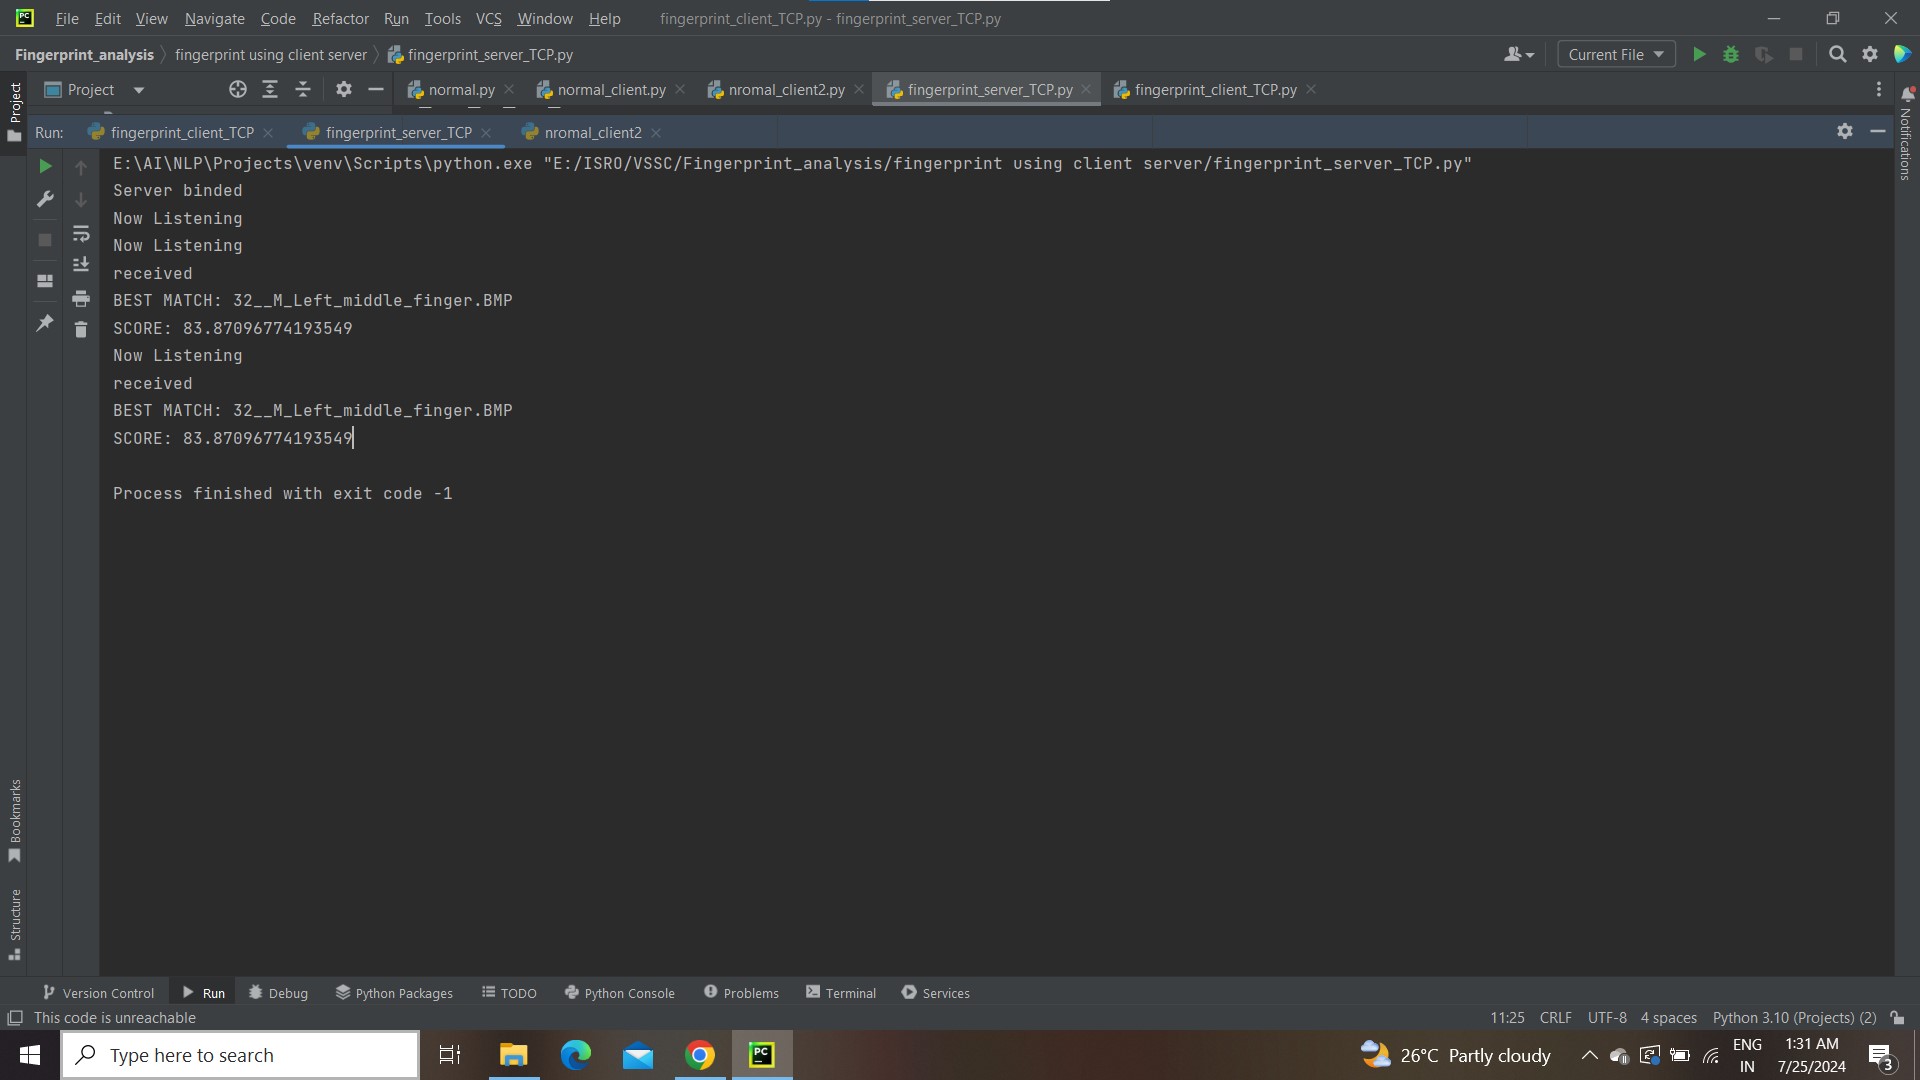 PC
File Edit View Navigate Code Refactor Run Tools VCS Window Help fingerprint_client_TCP.py - fingerprint_server_TCP.py
Fingerprint_analysis fingerprint using client server fingerprint_server_TCP.py Current File
Project normal.py normal_client.py nromal_client2.py fingerprint_server_TCP.py fingerprint_client_TCP.py
Project
Notifications
Run: fingerprint_client_TCP fingerprint_server_TCP nromal_client2
E:\AI\NLP\Projects\venv\Scripts\python.exe "E:/ISRO/VSSC/Fingerprint_analysis/fingerprint using client server/fingerprint_server_TCP.py"
Server binded
Now Listening
Now Listening
received
BEST MATCH: 32__M_Left_middle_finger.BMP
SCORE: 83.87096774193549
Now Listening
received
BEST MATCH: 32__M_Left_middle_finger.BMP
SCORE: 83.87096774193549
Process finished with exit code -1
Bookmarks
Structure
Version Control Run Debug Python Packages TODO Python Console Problems Terminal Services
This code is unreachable 11:25 CRLF UTF-8 4 spaces Python 3.10 (Projects) (2)
Type here to search PC 26°C Partly cloudy ENG 1:31 AM
IN 7/25/2024 3